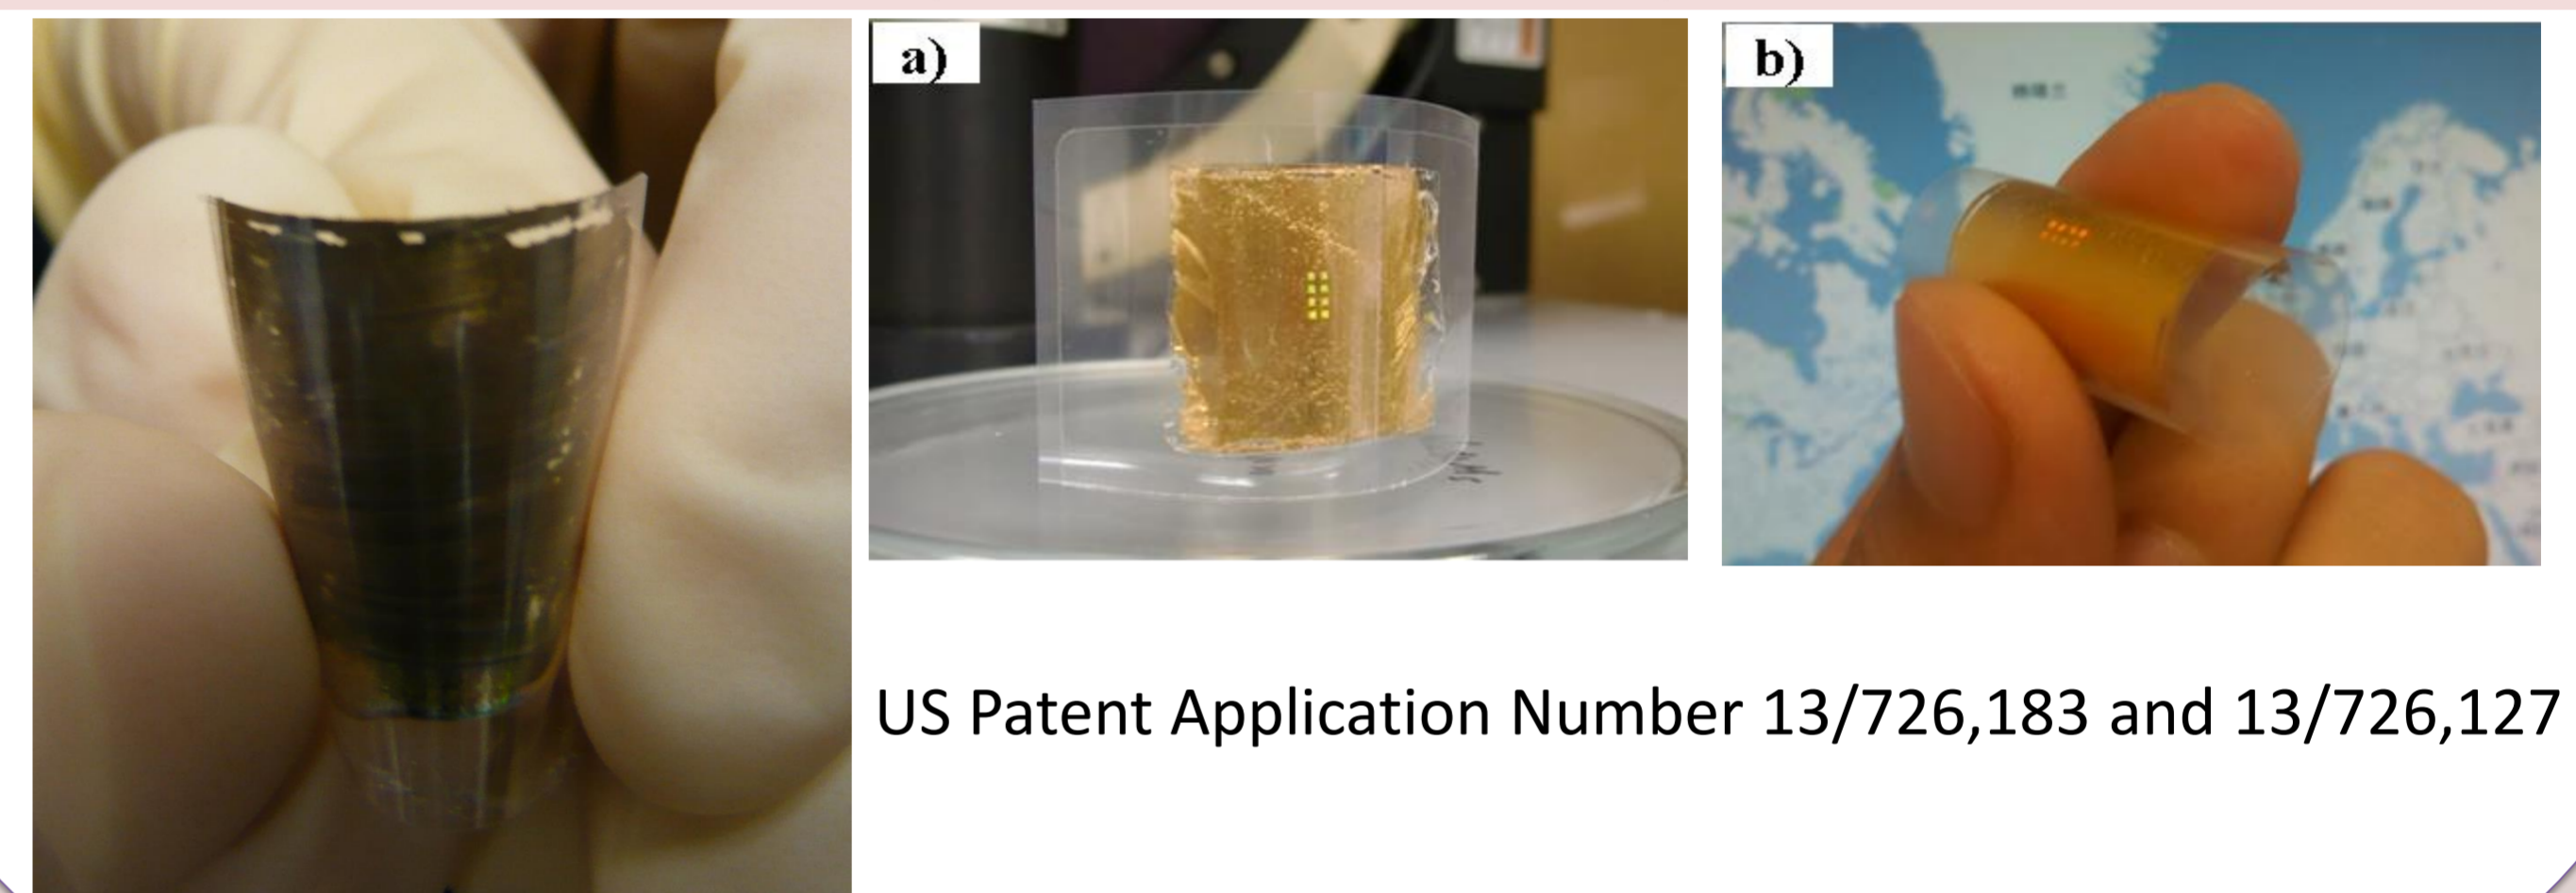 a)
b)
US Patent Application Number 13/726,183 and 13/726,127